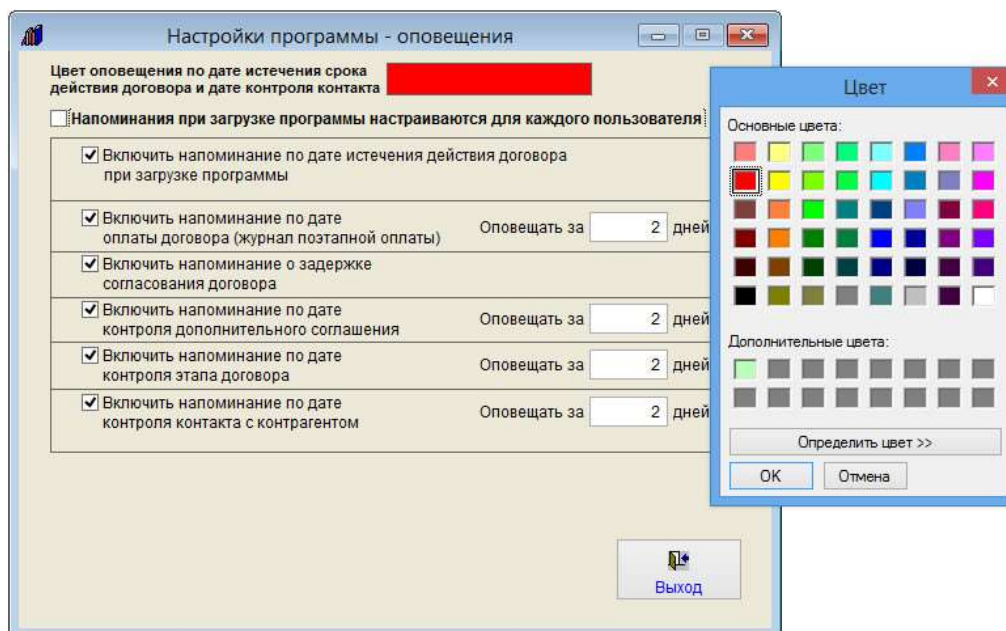 Настройки программы - оповещения
Цвет оповещения по дате истечения срока
действия договора и дате контроля контакта
Напоминания при загрузке программы настраиваются для каждого пользователя
Включить напоминание по дате истечения действия договора
при загрузке программы
Включить напоминание по дате
оплаты договора (журнал поэтапной оплаты)
Оповещать за 2 дней
Включить напоминание о задержке
согласования договора
Включить напоминание по дате
контроля дополнительного соглашения
Оповещать за 2 дней
Включить напоминание по дате
контроля этапа договора
Оповещать за 2 дней
Включить напоминание по дате
контроля контакта с контрагентом
Оповещать за 2 дней
Выход
Цвет
Основные цвета:
Дополнительные цвета:
Определить цвет >>
OK
Отмена